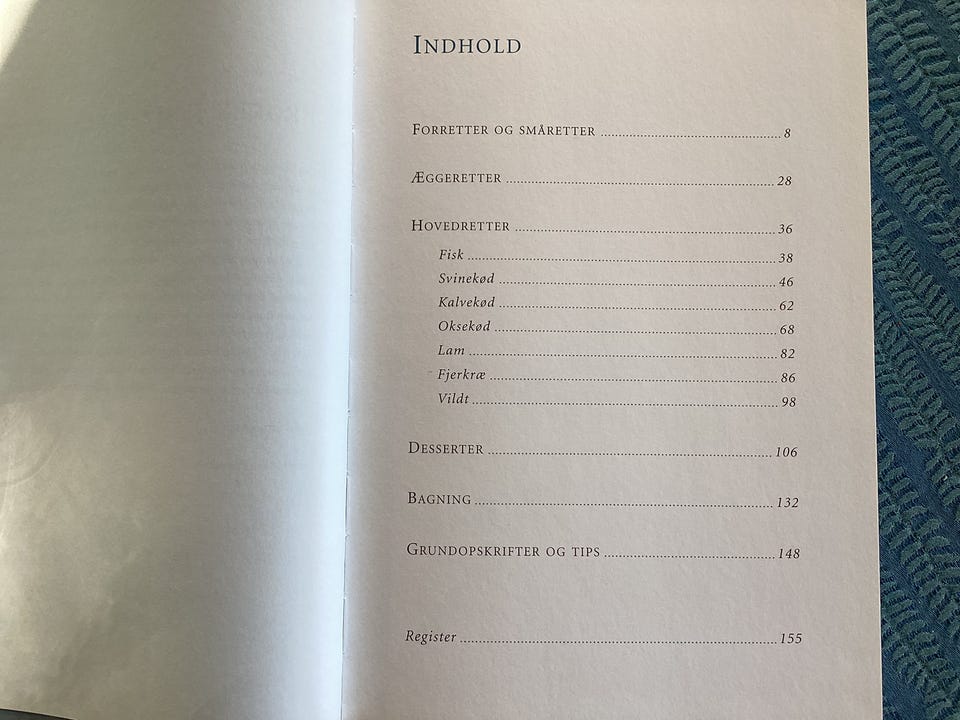 INDHOLD
FORRETTER OG SMÅRETTER ........................................ 8
ÆGGERETTER ........................................ 28
HOVEDRETTER ........................................ 36
Fisk ........................................ 38
Svinekød ........................................ 46
Kalvekød ........................................ 62
Oksekød ........................................ 68
Lam ........................................ 82
Fjerkræ ........................................ 86
Vildt ........................................ 98
DESSERTER ........................................ 106
BAGNING ........................................ 132
GRUNDOPSKRIFTER OG TIPS ........................................ 148
Register ........................................ 155